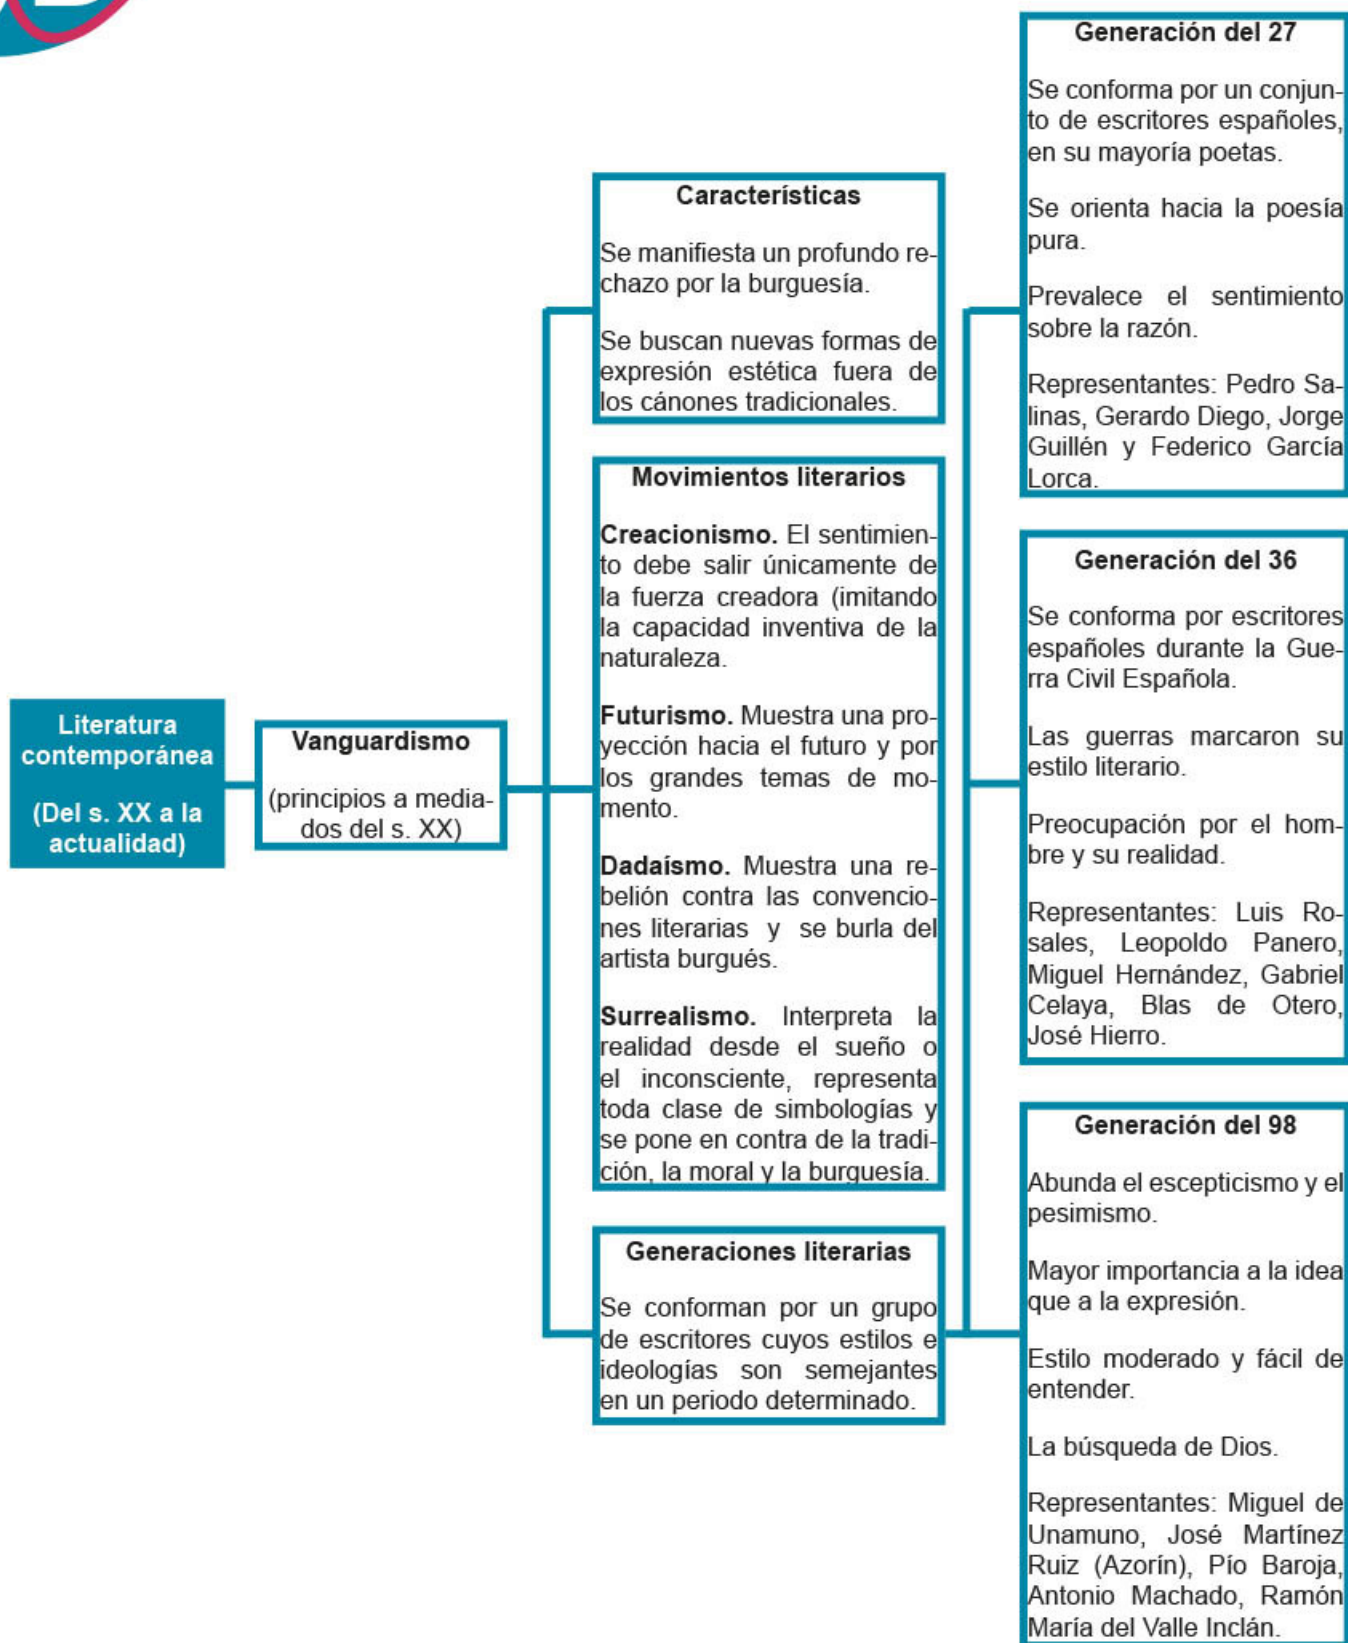 Literatura
contemporánea
(Del s. XX a la
actualidad)
Vanguardismo
(principios a media-
dos del s. XX)
Características
Se manifiesta un profundo re-
chazo por la burguesía.
Se buscan nuevas formas de
expresión estética fuera de
los cánones tradicionales.
Movimientos literarios
Creacionismo. El sentimien-
to debe salir únicamente de
la fuerza creadora (imitando
la capacidad inventiva de la
naturaleza.
Futurismo. Muestra una pro-
yección hacia el futuro y por
los grandes temas de mo-
mento.
Dadaísmo. Muestra una re-
belión contra las convencio-
nes literarias y se burla del
artista burgués.
Surrealismo. Interpreta la
realidad desde el sueño o
el inconsciente, representa
toda clase de simbologías y
se pone en contra de la tradi-
ción, la moral y la burguesía.
Generaciones literarias
Se conforman por un grupo
de escritores cuyos estilos e
ideologías son semejantes
en un periodo determinado.
Generación del 27
Se conforma por un conjun-
to de escritores españoles,
en su mayoría poetas.
Se orienta hacia la poesía
pura.
Prevalece el sentimiento
sobre la razón.
Representantes: Pedro Sa-
linas, Gerardo Diego, Jorge
Guillén y Federico García
Lorca.
Generación del 36
Se conforma por escritores
españoles durante la Gue-
rra Civil Española.
Las guerras marcaron su
estilo literario.
Preocupación por el hom-
bre y su realidad.
Representantes: Luis Ro-
sales, Leopoldo Panero,
Miguel Hernández, Gabriel
Celaya, Blas de Otero,
José Hierro.
Generación del 98
Abunda el escepticismo y el
pesimismo.
Mayor importancia a la idea
que a la expresión.
Estilo moderado y fácil de
entender.
La búsqueda de Dios.
Representantes: Miguel de
Unamuno, José Martínez
Ruiz (Azorín), Pío Baroja,
Antonio Machado, Ramón
María del Valle Inclán.